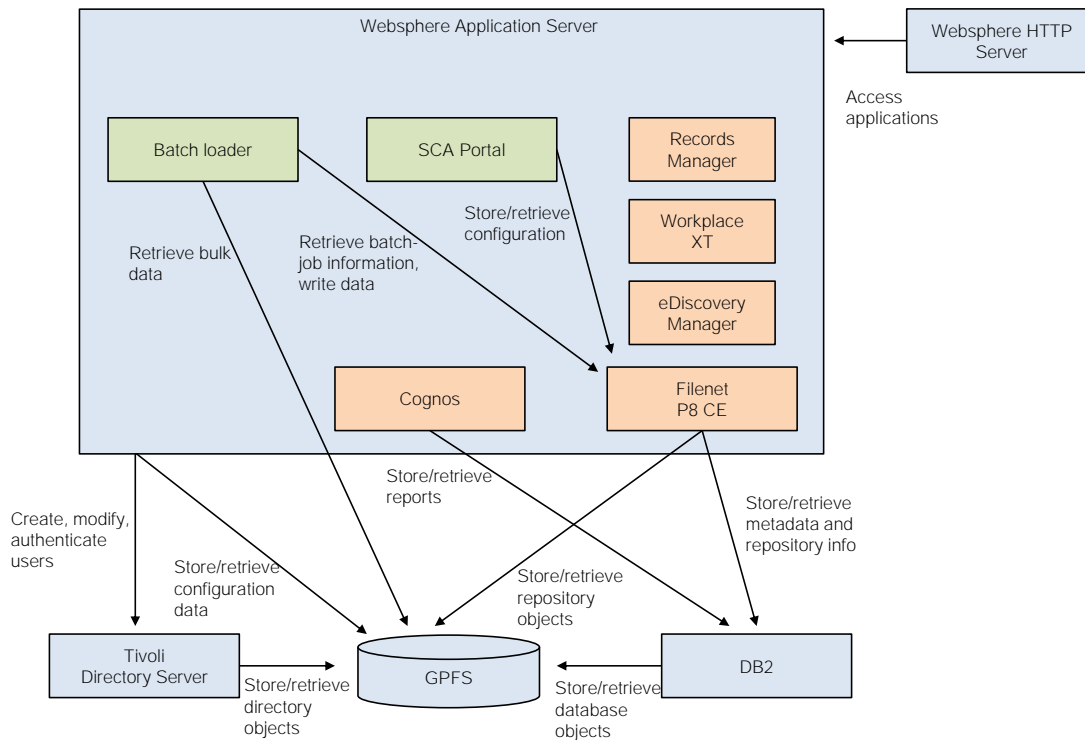 Websphere Application Server
Websphere HTTP
Server
Access
applications
Batch loader
SCA Portal
Records
Manager
Workplace
XT
eDiscovery
Manager
Retrieve bulk
data
Retrieve batch-
job information,
write data
Store/retrieve
configuration
Cognos
Filenet
P8 CE
Create, modify,
authenticate
users
Store/retrieve
configuration
data
Store/retrieve
reports
Store/retrieve
repository
objects
Store/retrieve
metadata and
repository info
Tivoli
Directory Server
Store/retrieve
directory
objects
GPFS
Store/retrieve
database
objects
DB2